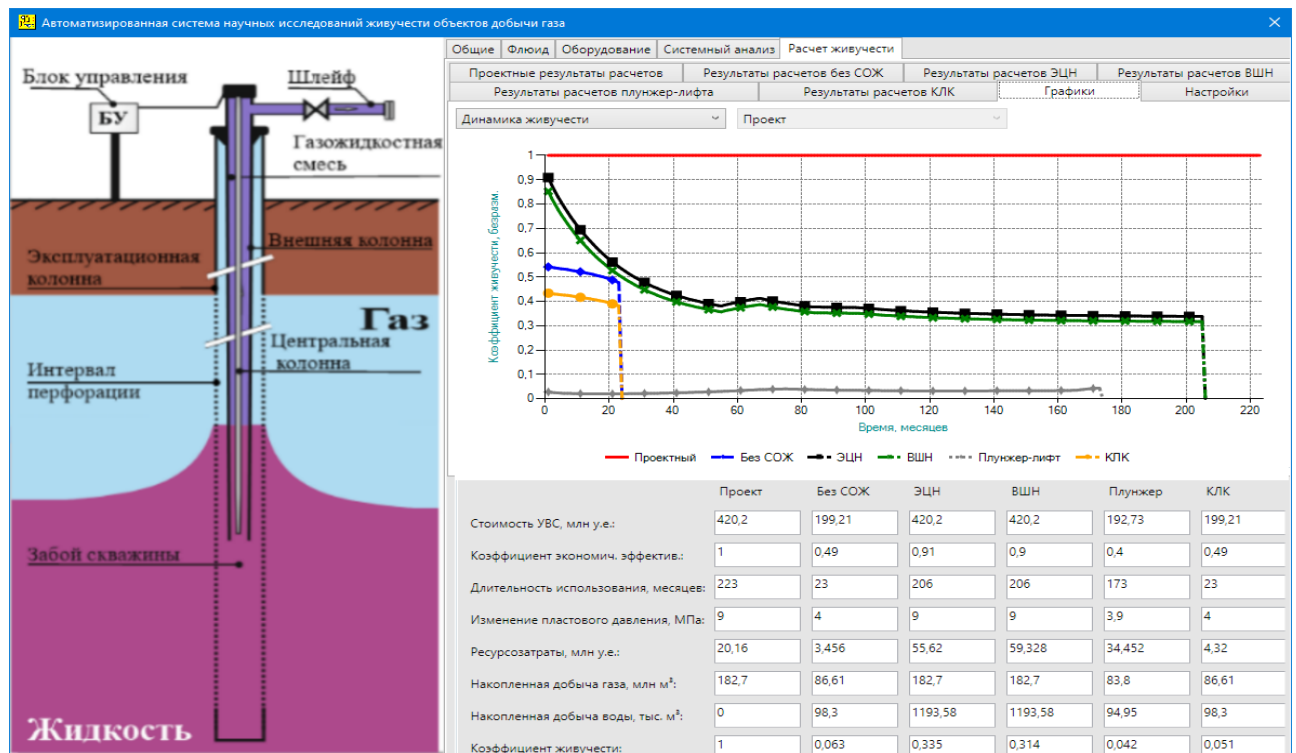 Автоматизированная система научных исследований живучести объектов добычи газа
Блок управления
Шлейф
БУ
Газожидкостная
смесь
Внешняя колонна
Эксплуатационная
колонна
Газ
Центральная
колонна
Интервал
перфорации
Забой скважины
Жидкость
Общие Флюид Оборудование Системный анализ Расчет живучести
Проектные результаты расчетов Результаты расчетов без СОЖ Результаты расчетов ЭЦН Результаты расчетов ВШН
Результаты расчетов плунжер-лифта Результаты расчетов КЛК Графики Настройки
Динамика живучести Проект
Коэффициент живучести, безразм.
1
0,9
0,8
0,7
0,6
0,5
0,4
0,3
0,2
0,1
0
0 20 40 60 80 100 120 140 160 180 200 220
Время, месяцев
Проектный Без СОЖ ЭЦН ВШН Плунжер-лифт КЛК
Проект Без СОЖ ЭЦН ВШН Плунжер КЛК
Стоимость УВС, млн у.е.: 420,2 199,21 420,2 420,2 192,73 199,21
Коэффициент экономич. эффектив.: 1 0,49 0,91 0,9 0,4 0,49
Длительность использования, месяцев: 223 23 206 206 173 23
Изменение пластового давления, МПа: 9 4 9 9 3,9 4
Ресурсозатраты, млн у.е.: 20,16 3,456 55,62 59,328 34,452 4,32
Накопленная добыча газа, млн м³: 182,7 86,61 182,7 182,7 83,8 86,61
Накопленная добыча воды, тыс. м³: 0 98,3 1193,58 1193,58 94,95 98,3
Коэффициент живучести: 1 0,063 0,335 0,314 0,042 0,051